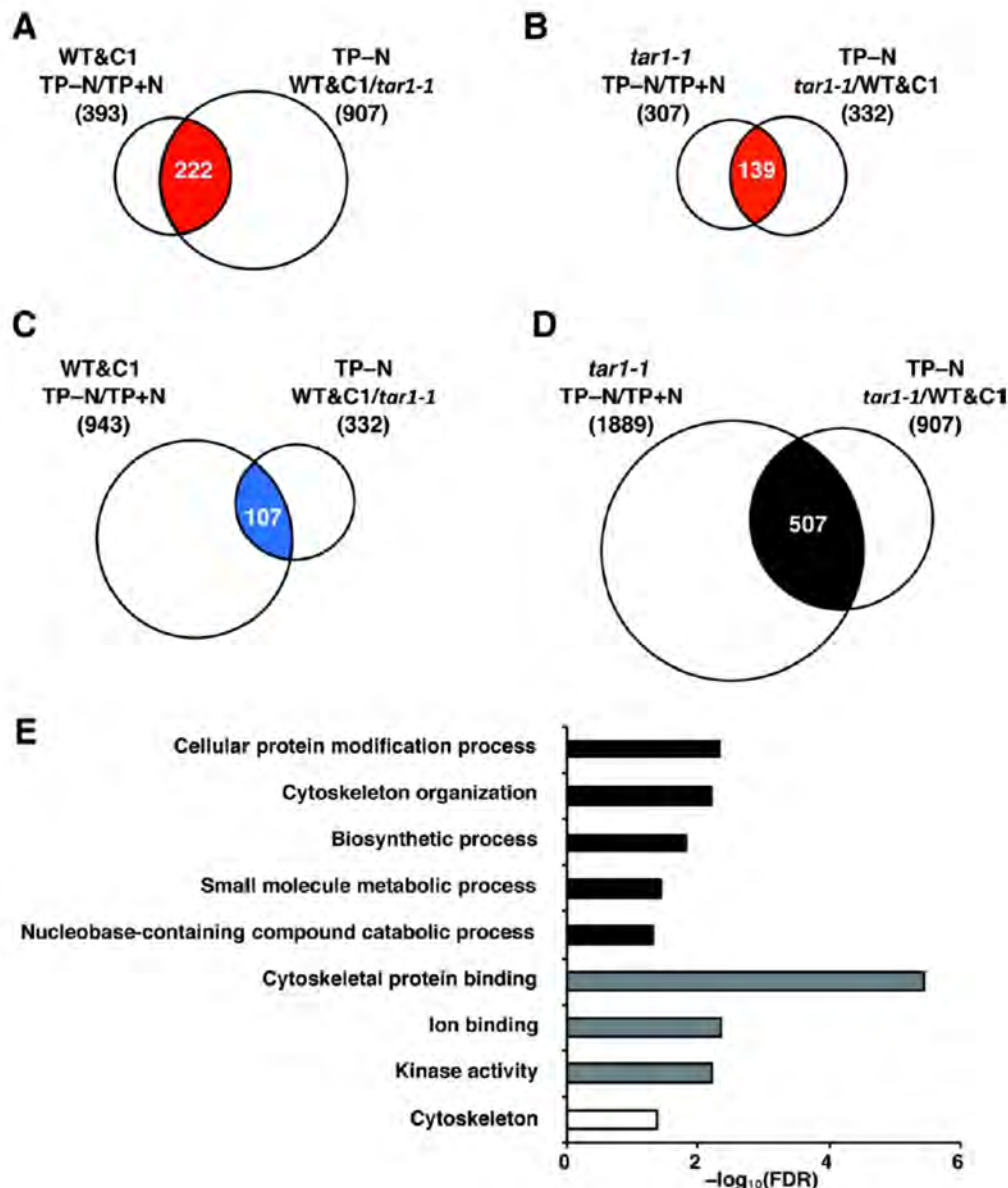 A
WT&C1
TP–N/TP+N
(393)
TP–N
WT&C1/tar1-1
(907)
222
B
tar1-1
TP–N/TP+N
(307)
TP–N
tar1-1/WT&C1
(332)
139
C
WT&C1
TP–N/TP+N
(943)
TP–N
WT&C1/tar1-1
(332)
107
D
tar1-1
TP–N/TP+N
(1889)
TP–N
tar1-1/WT&C1
(907)
507
E
Cellular protein modification process
Cytoskeleton organization
Biosynthetic process
Small molecule metabolic process
Nucleobase-containing compound catabolic process
Cytoskeletal protein binding
Ion binding
Kinase activity
Cytoskeleton
0 2 4 6
–log₁₀(FDR)